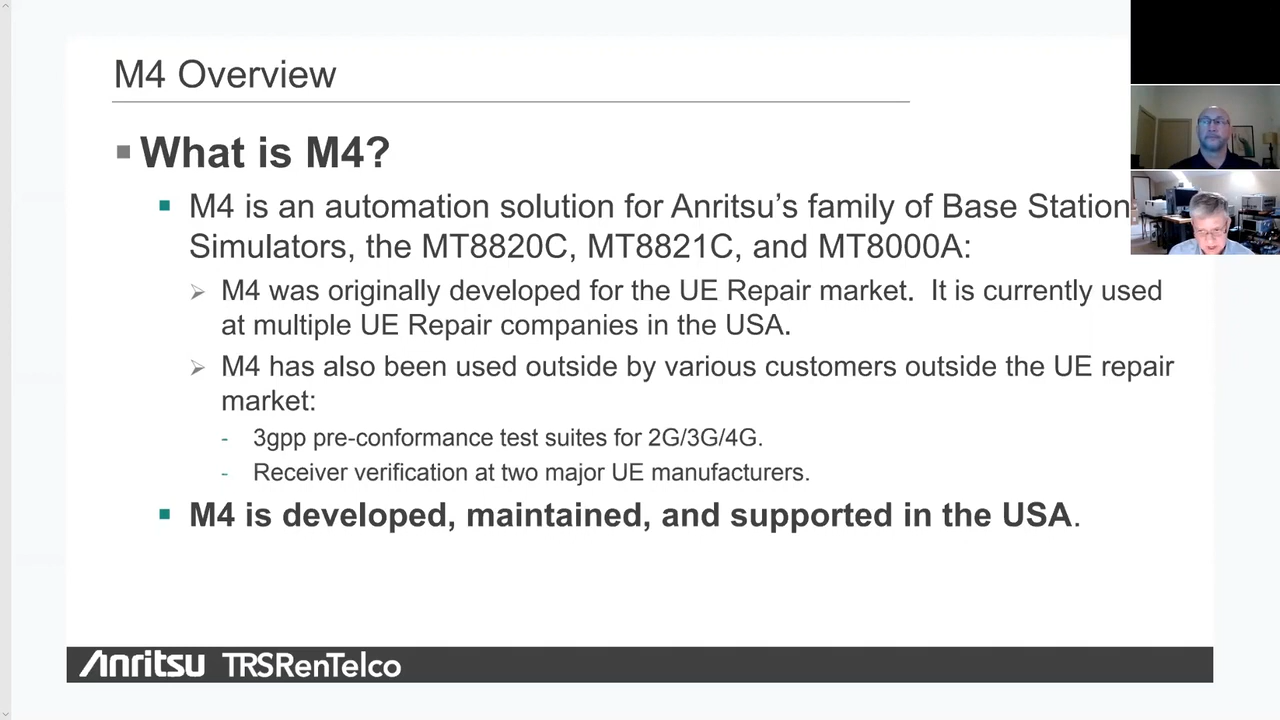 M4 Overview
What is M4?
M4 is an automation solution for Anritsu's family of Base Station
Simulators, the MT8820C, MT8821C, and MT8000A:
M4 was originally developed for the UE Repair market.  It is currently used
at multiple UE Repair companies in the USA.
M4 has also been used outside by various customers outside the UE repair
market:
- 3gpp pre-conformance test suites for 2G/3G/4G.
- Receiver verification at two major UE manufacturers.
M4 is developed, maintained, and supported in the USA.
Anritsu TRSRenTelco